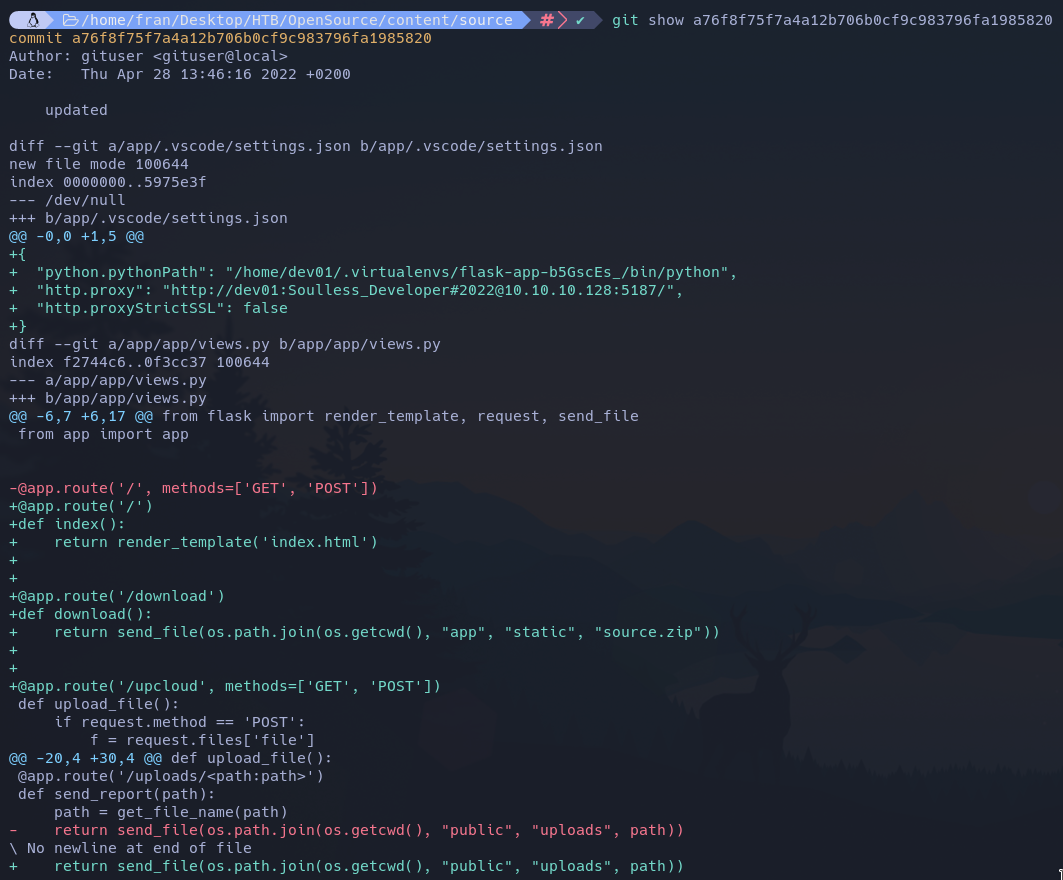 /home/fran/Desktop/HTB/OpenSource/content/source # ✔ git show a76f8f75f7a4a12b706b0cf9c983796fa1985820
commit a76f8f75f7a4a12b706b0cf9c983796fa1985820
Author: gituser <gituser@local>
Date:   Thu Apr 28 13:46:16 2022 +0200

    updated

diff --git a/app/.vscode/settings.json b/app/.vscode/settings.json
new file mode 100644
index 0000000..5975e3f
--- /dev/null
+++ b/app/.vscode/settings.json
@@ -0,0 +1,5 @@
+{
+  "python.pythonPath": "/home/dev01/.virtualenvs/flask-app-b5GscEs_/bin/python",
+  "http.proxy": "http://dev01:Soulless_Developer#2022@10.10.10.128:5187/",
+  "http.proxyStrictSSL": false
+}
diff --git a/app/app/views.py b/app/app/views.py
index f2744c6..0f3cc37 100644
--- a/app/app/views.py
+++ b/app/app/views.py
@@ -6,7 +6,17 @@ from flask import render_template, request, send_file
 from app import app
 
 
-@app.route('/', methods=['GET', 'POST'])
+@app.route('/')
+def index():
+    return render_template('index.html')
+
+
+@app.route('/download')
+def download():
+    return send_file(os.path.join(os.getcwd(), "app", "static", "source.zip"))
+
+
+@app.route('/upcloud', methods=['GET', 'POST'])
 def upload_file():
     if request.method == 'POST':
         f = request.files['file']
@@ -20,4 +30,4 @@ def upload_file():
 @app.route('/uploads/<path:path>')
 def send_report(path):
     path = get_file_name(path)
-    return send_file(os.path.join(os.getcwd(), "public", "uploads", path))
\ No newline at end of file
+    return send_file(os.path.join(os.getcwd(), "public", "uploads", path))